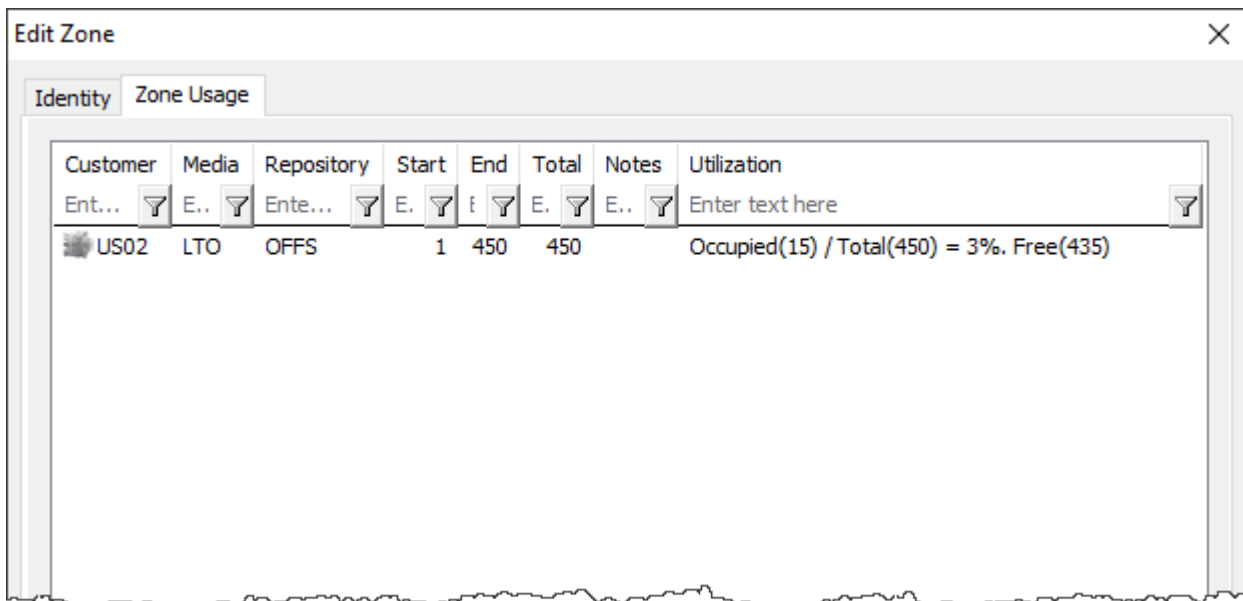 Edit Zone
Identity Zone Usage
Customer Media Repository Start End Total Notes Utilization
Ent... E.. Ente... E. E E. E.. Enter text here
US02 LTO OFFS 1 450 450 Occupied(15) / Total(450) = 3%. Free(435)